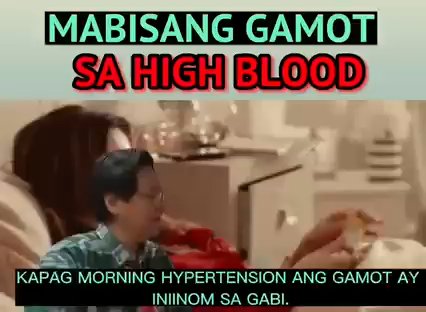 MABISANG GAMOT
SA HIGH BLOOD
KAPAG MORNING HYPERTENSION ANG GAMOT AY
INIINOM SA GABI.